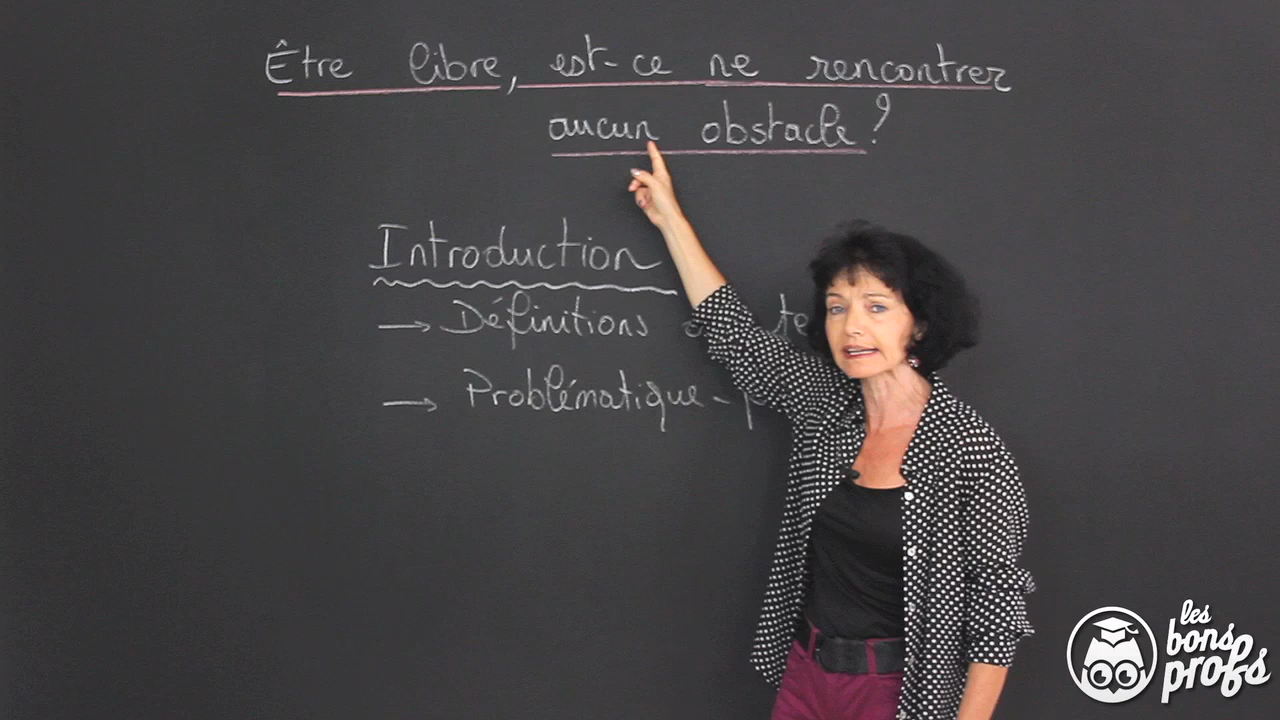 Être libre, est-ce ne rencontrer
aucun obstacle ?
Introduction
→ Définitions
→ Problématique -
les
bons
profs